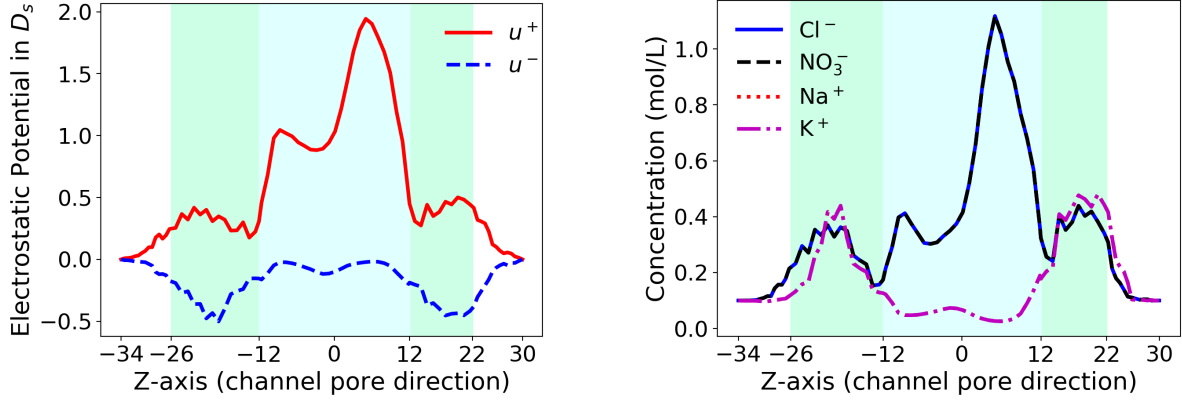 Electrostatic Potential in Dₛ
2.0
1.5
1.0
0.5
0.0
−0.5
u⁺
u⁻
−34
−26
−12
0
12
22
30
Z-axis (channel pore direction)
Concentration (mol/L)
1.0
0.8
0.6
0.4
0.2
0.0
Cl⁻
NO₃⁻
Na⁺
K⁺
−34
−26
−12
0
12
22
30
Z-axis (channel pore direction)